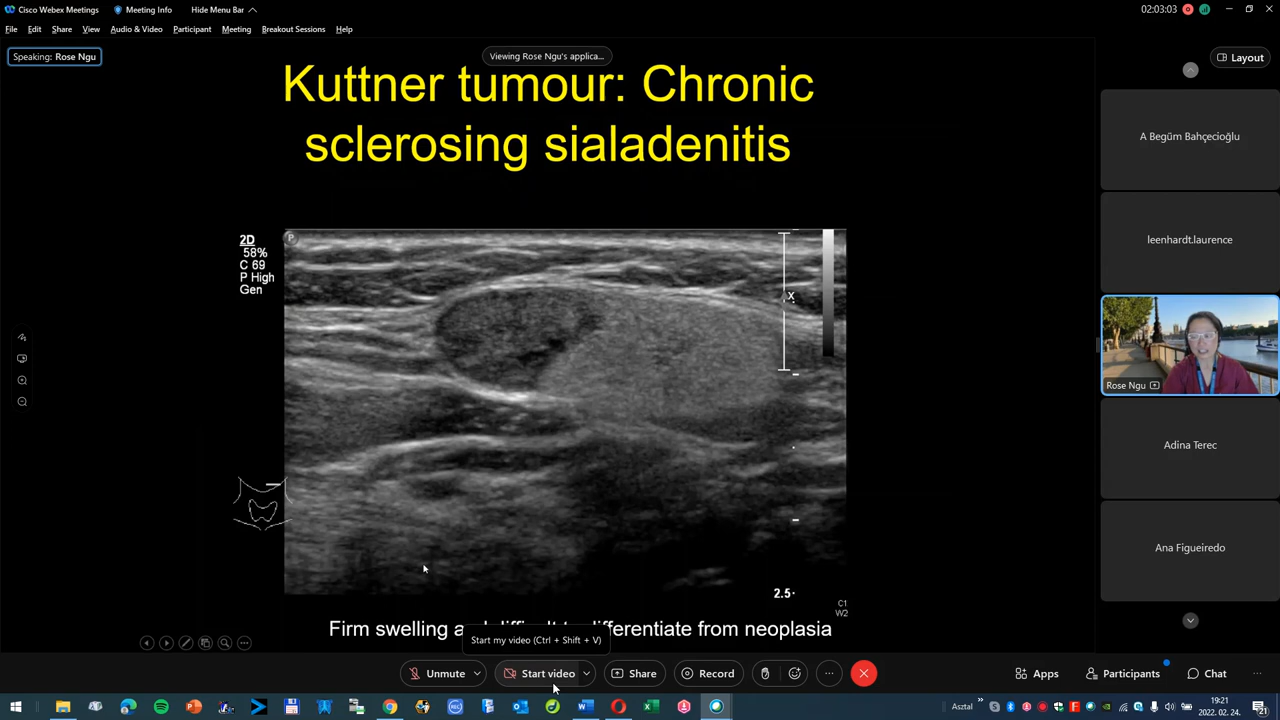 Cisco Webex Meetings
Meeting Info
Hide Menu Bar
02:03:03
File Edit Share View Audio & Video Participant Meeting Breakout Sessions Help
Speaking: Rose Ngu
Viewing Rose Ngu's applica...
Layout
Kuttner tumour: Chronic
sclerosing sialadenitis
2D
58%
C 69
P High
Gen
P
X
2.5
C1
W2
A Begüm Bahçecioğlu
leenhardt.laurence
Rose Ngu
Adina Terec
Ana Figueiredo
Firm swelling a
differentiate from neoplasia
Start my video (Ctrl + Shift + V)
Unmute
Start video
Share
Record
Apps
Participants
Chat
Asztal
19:21
2022. 02. 24.